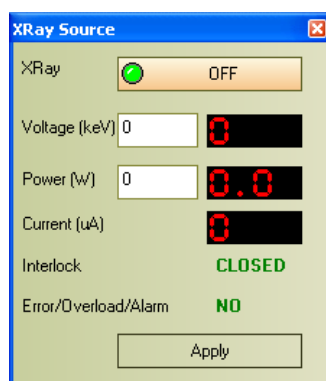 XRay Source
XRay OFF
Voltage (keV) 0 0
Power (W) 0 0.0
Current (uA) 0
Interlock CLOSED
Error/Overload/Alarm NO
Apply